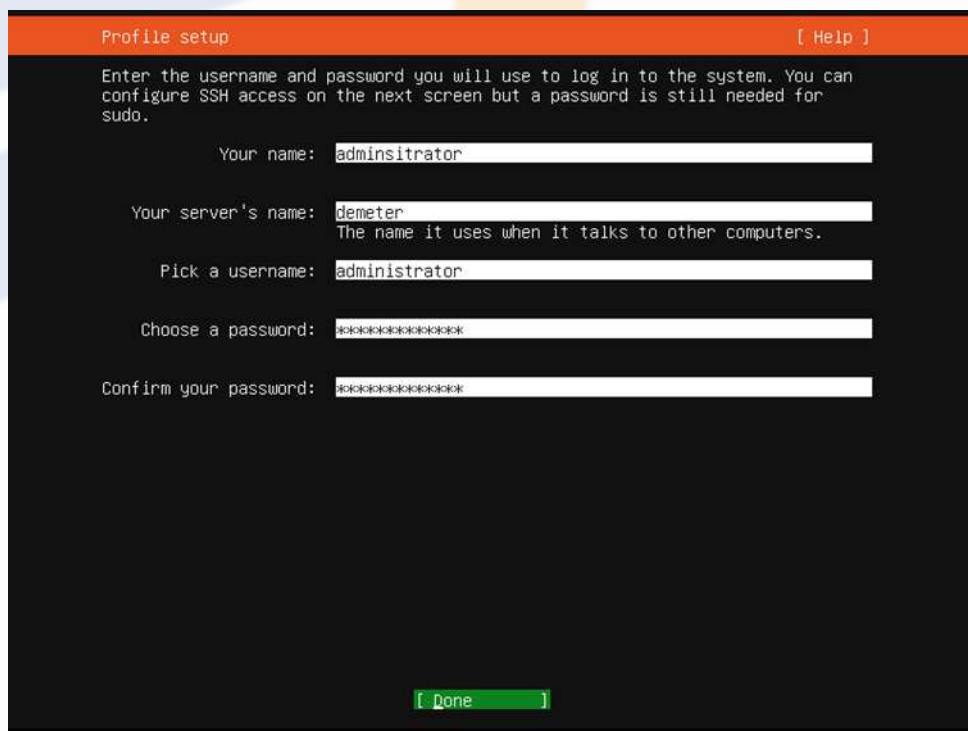 Profile setup [ Help ]
Enter the username and password you will use to log in to the system. You can
configure SSH access on the next screen but a password is still needed for
sudo.
Your name: adminsitrator
Your server's name: demeter
The name it uses when it talks to other computers.
Pick a username: administrator
Choose a password: *************
Confirm your password: *************
[ Done ]